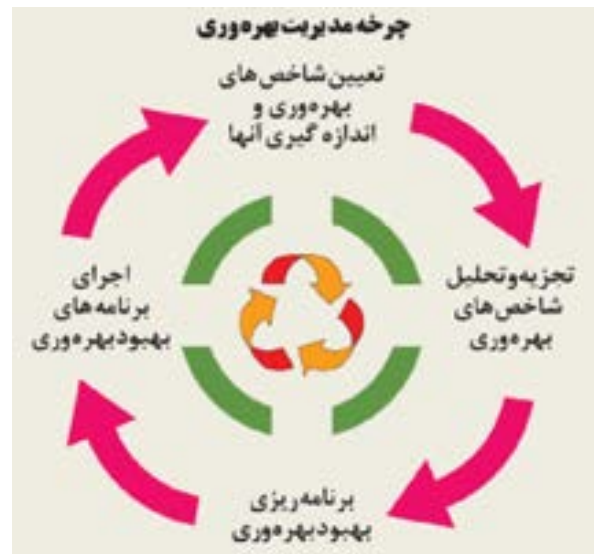 چرخه مدیریت بهره‌وری
تعیین شاخص‌های
بهره‌وری و
اندازه گیری آنها
تجزیه و تحلیل
شاخص‌های
بهره‌وری
برنامه ریزی
بهبود بهره‌وری
اجرای
برنامه‌های
بهبود بهره‌وری